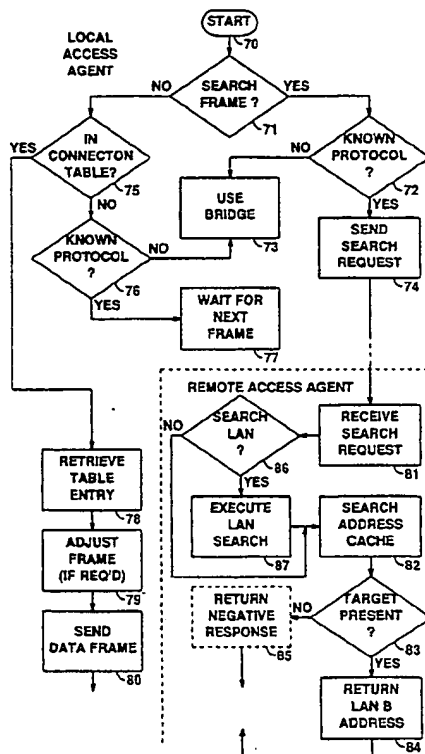 START
70
LOCAL
ACCESS
AGENT
NO
SEARCH
FRAME ?
YES
71
YES
IN
CONNECTON
TABLE?
75
NO
KNOWN
PROTOCOL
?
72
NO
YES
USE
BRIDGE
73
KNOWN
PROTOCOL
?
76
NO
YES
SEND
SEARCH
REQUEST
74
WAIT FOR
NEXT
FRAME
77
REMOTE ACCESS AGENT
NO
SEARCH
LAN
?
86
YES
RECEIVE
SEARCH
REQUEST
81
RETRIEVE
TABLE
ENTRY
78
EXECUTE
LAN
SEARCH
87
SEARCH
ADDRESS
CACHE
82
ADJUST
FRAME
(IF REQ'D)
79
RETURN
NEGATIVE
RESPONSE
85
NO
TARGET
PRESENT
?
83
YES
SEND
DATA FRAME
80
RETURN
LAN B
ADDRESS
84